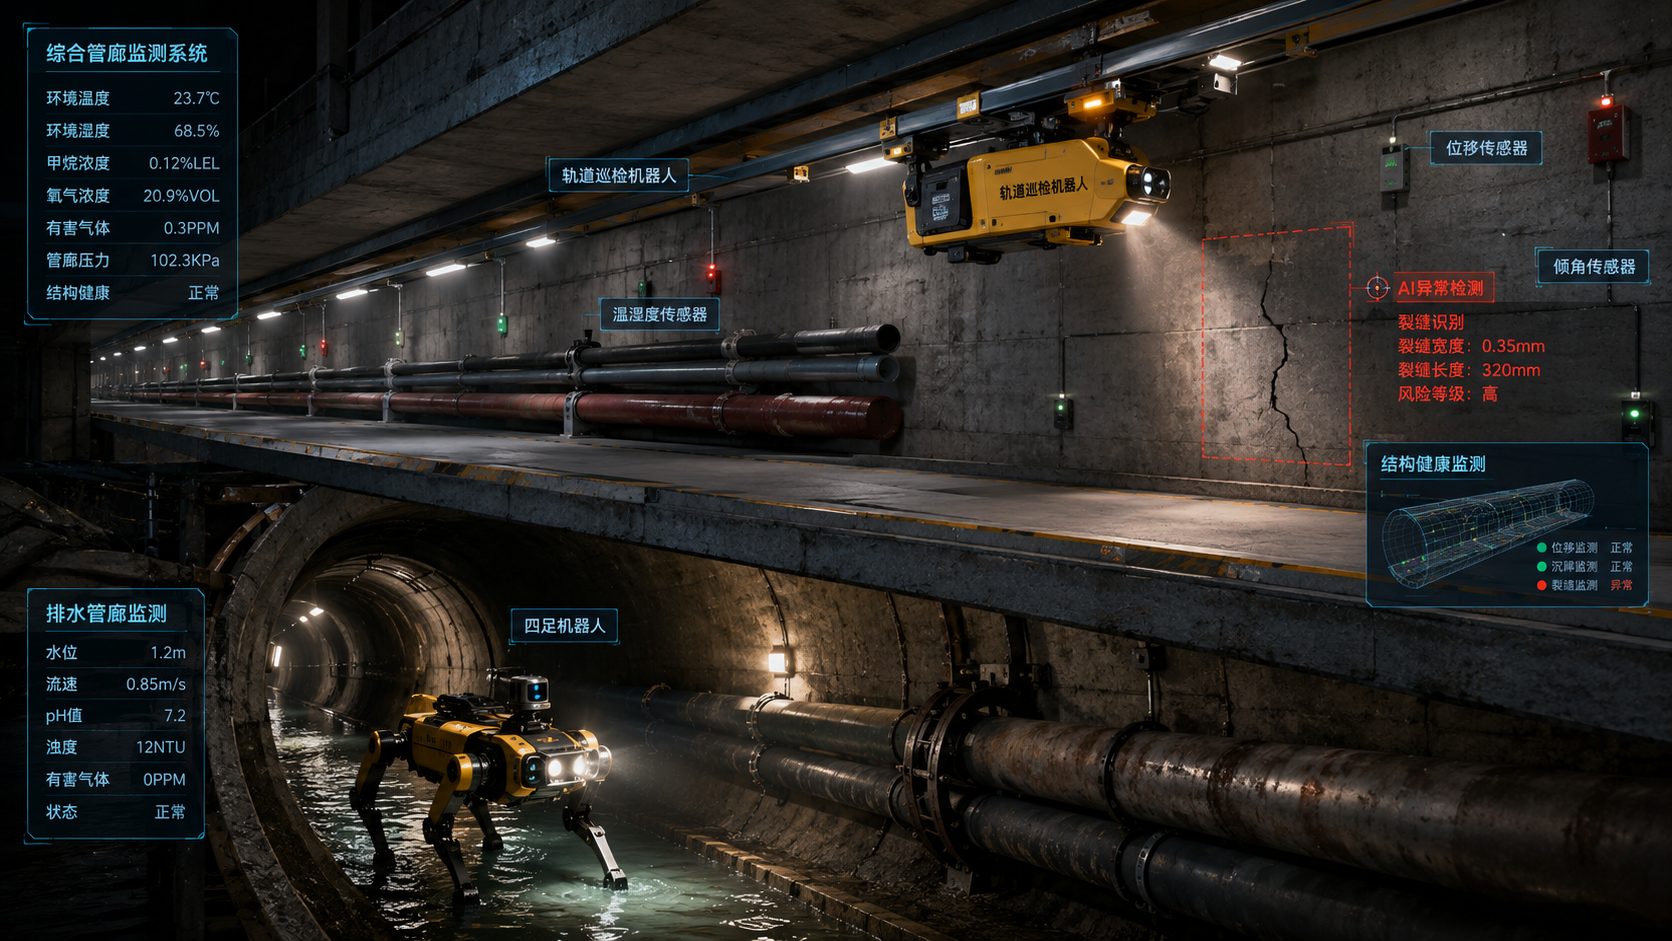 综合管廊监测系统
环境温度 23.7℃
环境湿度 68.5%
甲烷浓度 0.12%LEL
氧气浓度 20.9%VOL
有害气体 0.3PPM
管廊压力 102.3KPa
结构健康 正常
轨道巡检机器人
轨道巡检机器人
位移传感器
倾角传感器
温湿度传感器
AI异常检测
裂缝识别
裂缝宽度：0.35mm
裂缝长度：320mm
风险等级：高
结构健康监测
位移监测 正常
沉降监测 正常
裂缝监测 异常
排水管廊监测
水位 1.2m
流速 0.85m/s
pH值 7.2
浊度 12NTU
有害气体 0PPM
状态 正常
四足机器人